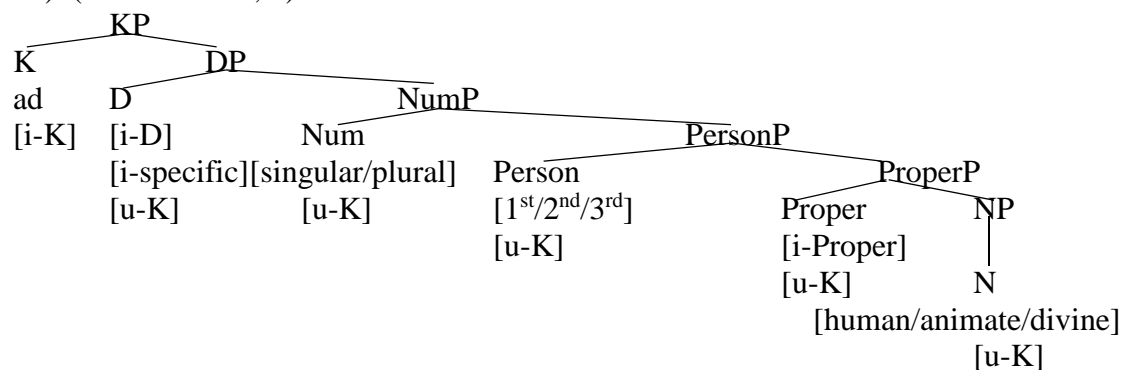 KP
K DP
ad D NumP
[i-K] [i-D] Num PersonP
[i-specific][singular/plural] Person ProperP
[u-K] [u-K] [1st/2nd/3rd] Proper NP
[u-K] [i-Proper]
[u-K] N
[human/animate/divine]
[u-K]